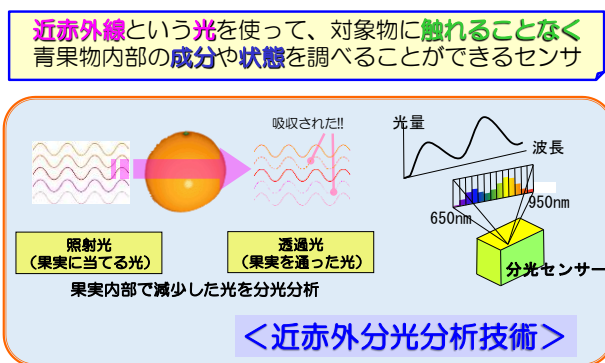 近赤外線という光を使って、対象物に触れることなく
青果物内部の成分や状態を調べることができるセンサ
吸収された!!
光量
波長
950nm
650nm
照射光
(果実に当てる光)
透過光
(果実を通った光)
分光センサー
果実内部で減少した光を分光分析
＜近赤外分光分析技術＞